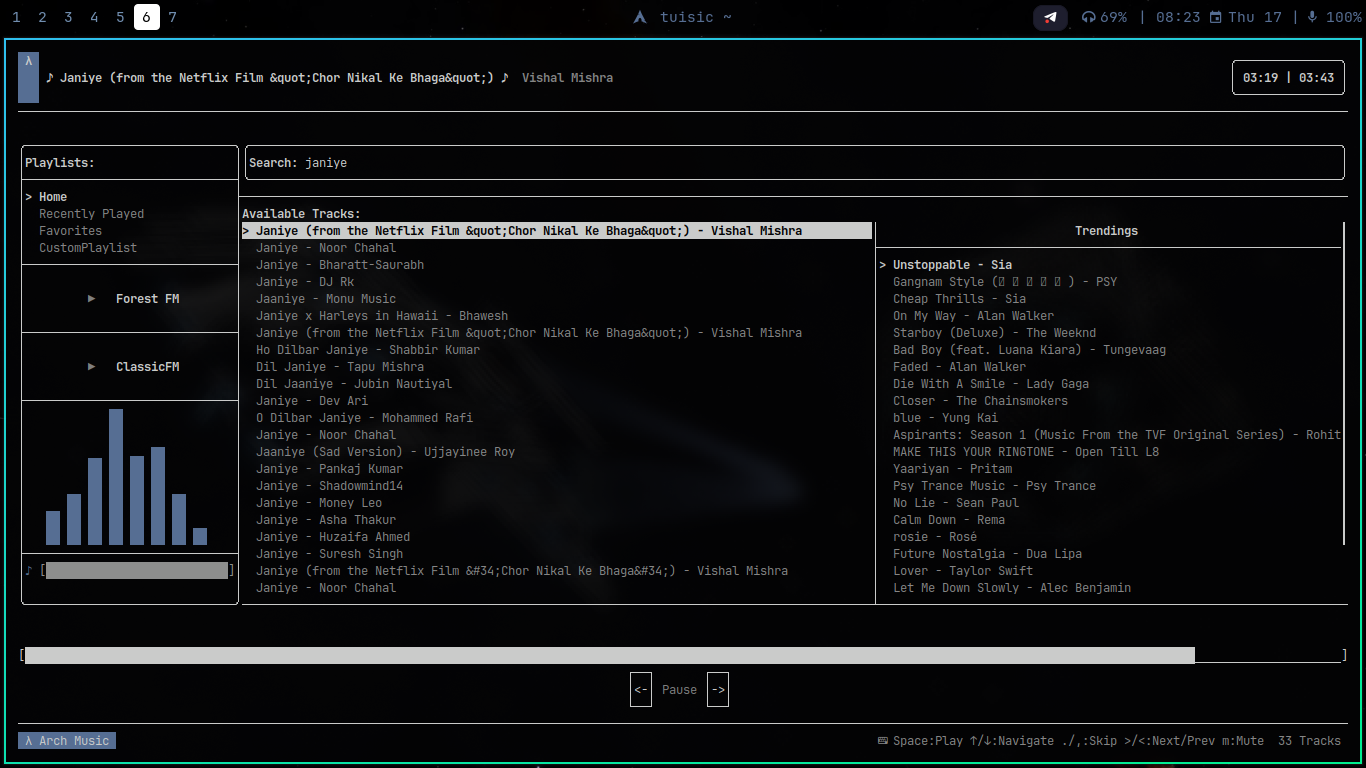 1 2 3 4 5 6 7
tuisic ~
69% | 08:23 Thu 17 | 100%
λ
♪ Janiye (from the Netflix Film &quot;Chor Nikal Ke Bhaga&quot;) ♪ Vishal Mishra
03:19 | 03:43
Playlists:
> Home
Recently Played
Favorites
CustomPlaylist
▶ Forest FM
▶ ClassicFM
♪ [ ]
Search: janiye
Available Tracks:
> Janiye (from the Netflix Film &quot;Chor Nikal Ke Bhaga&quot;) - Vishal Mishra
Janiye - Noor Chahal
Janiye - Bharatt-Saurabh
Janiye - DJ Rk
Jaaniye - Monu Music
Janiye x Harleys in Hawaii - Bhawesh
Janiye (from the Netflix Film &quot;Chor Nikal Ke Bhaga&quot;) - Vishal Mishra
Ho Dilbar Janiye - Shabbir Kumar
Dil Janiye - Tapu Mishra
Dil Jaaniye - Jubin Nautiyal
Janiye - Dev Ari
O Dilbar Janiye - Mohammed Rafi
Janiye - Noor Chahal
Jaaniye (Sad Version) - Ujjayinee Roy
Janiye - Pankaj Kumar
Janiye - Shadowmind14
Janiye - Money Leo
Janiye - Asha Thakur
Janiye - Huzaifa Ahmed
Janiye - Suresh Singh
Janiye (from the Netflix Film &#34;Chor Nikal Ke Bhaga&#34;) - Vishal Mishra
Janiye - Noor Chahal
Trendings
> Unstoppable - Sia
Gangnam Style ( ) - PSY
Cheap Thrills - Sia
On My Way - Alan Walker
Starboy (Deluxe) - The Weeknd
Bad Boy (feat. Luana Kiara) - Tungevaag
Faded - Alan Walker
Die With A Smile - Lady Gaga
Closer - The Chainsmokers
blue - Yung Kai
Aspirants: Season 1 (Music From the TVF Original Series) - Rohit
MAKE THIS YOUR RINGTONE - Open Till L8
Yaariyan - Pritam
Psy Trance Music - Psy Trance
No Lie - Sean Paul
Calm Down - Rema
rosie - Rosé
Future Nostalgia - Dua Lipa
Lover - Taylor Swift
Let Me Down Slowly - Alec Benjamin
[ ]
<- Pause ->
λ Arch Music
Space:Play ↑/↓:Navigate ./,:Skip >/<:Next/Prev m:Mute 33 Tracks